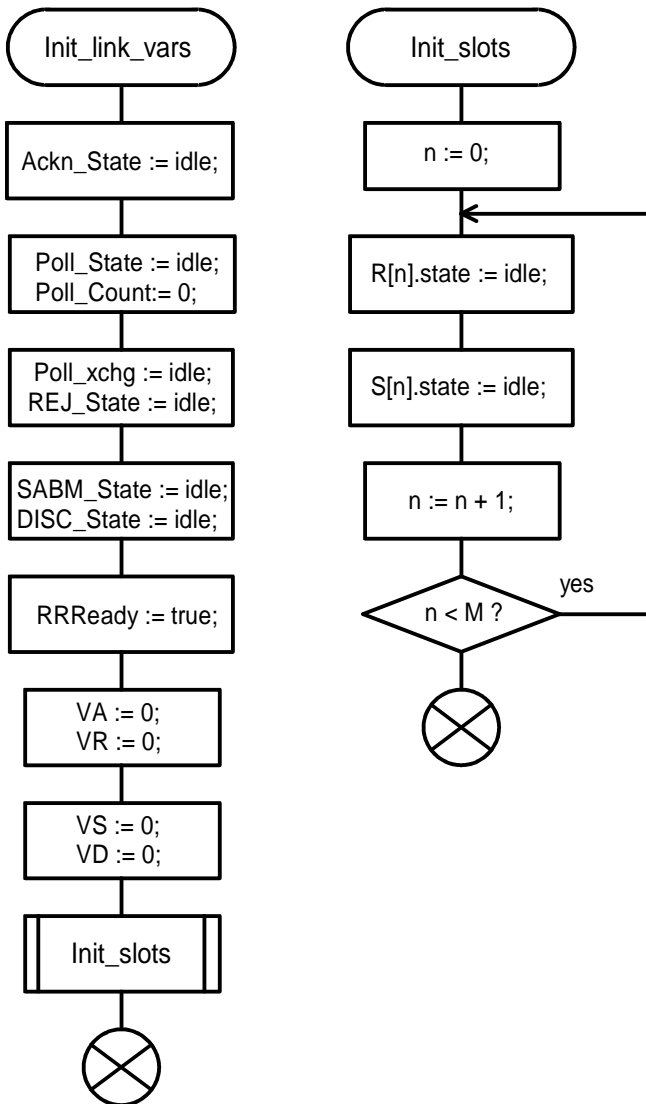 Init_link_vars
Ackn_State := idle;
Poll_State := idle;
Poll_Count:= 0;
Poll_xchg := idle;
REJ_State := idle;
SABM_State := idle;
DISC_State := idle;
RRReady := true;
VA := 0;
VR := 0;
VS := 0;
VD := 0;
Init_slots
Init_slots
n := 0;
R[n].state := idle;
S[n].state := idle;
n := n + 1;
n < M ?
yes